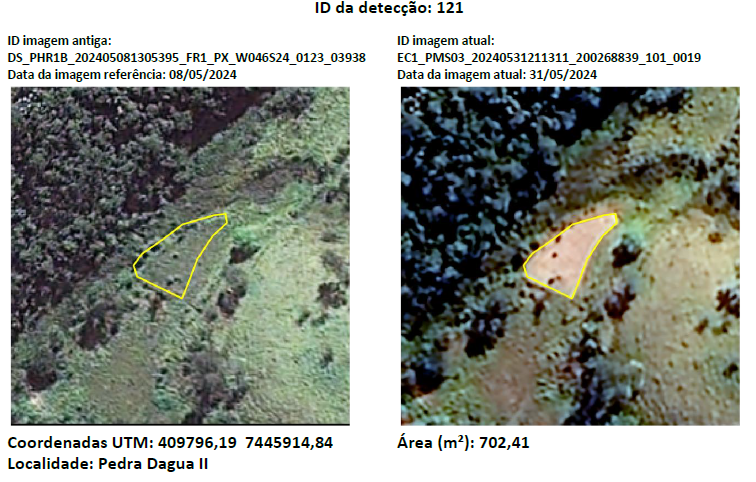 ID da detecção: 121
ID imagem antiga:
DS_PHR1B_202405081305395_FR1_PX_W046S24_0123_03938
Data da imagem referência: 08/05/2024
ID imagem atual:
EC1_PMS03_20240531211311_200268839_101_0019
Data da imagem atual: 31/05/2024
Coordenadas UTM: 409796,19 7445914,84
Localidade: Pedra Dagua II
Área (m²): 702,41